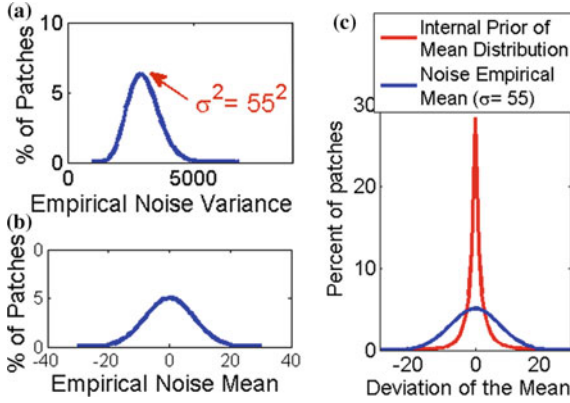 (a)
10
5
0
% of Patches
σ² = 55²
0 5000
Empirical Noise Variance
(b)
0
5
0
% of Patches
-40 -20 0 20 40
Empirical Noise Mean
(c)
Internal Prior of
Mean Distribution
Noise Empirical
Mean (σ= 55)
30
20
10
5
0
Percent of patches
-20 0 20
Deviation of the Mean